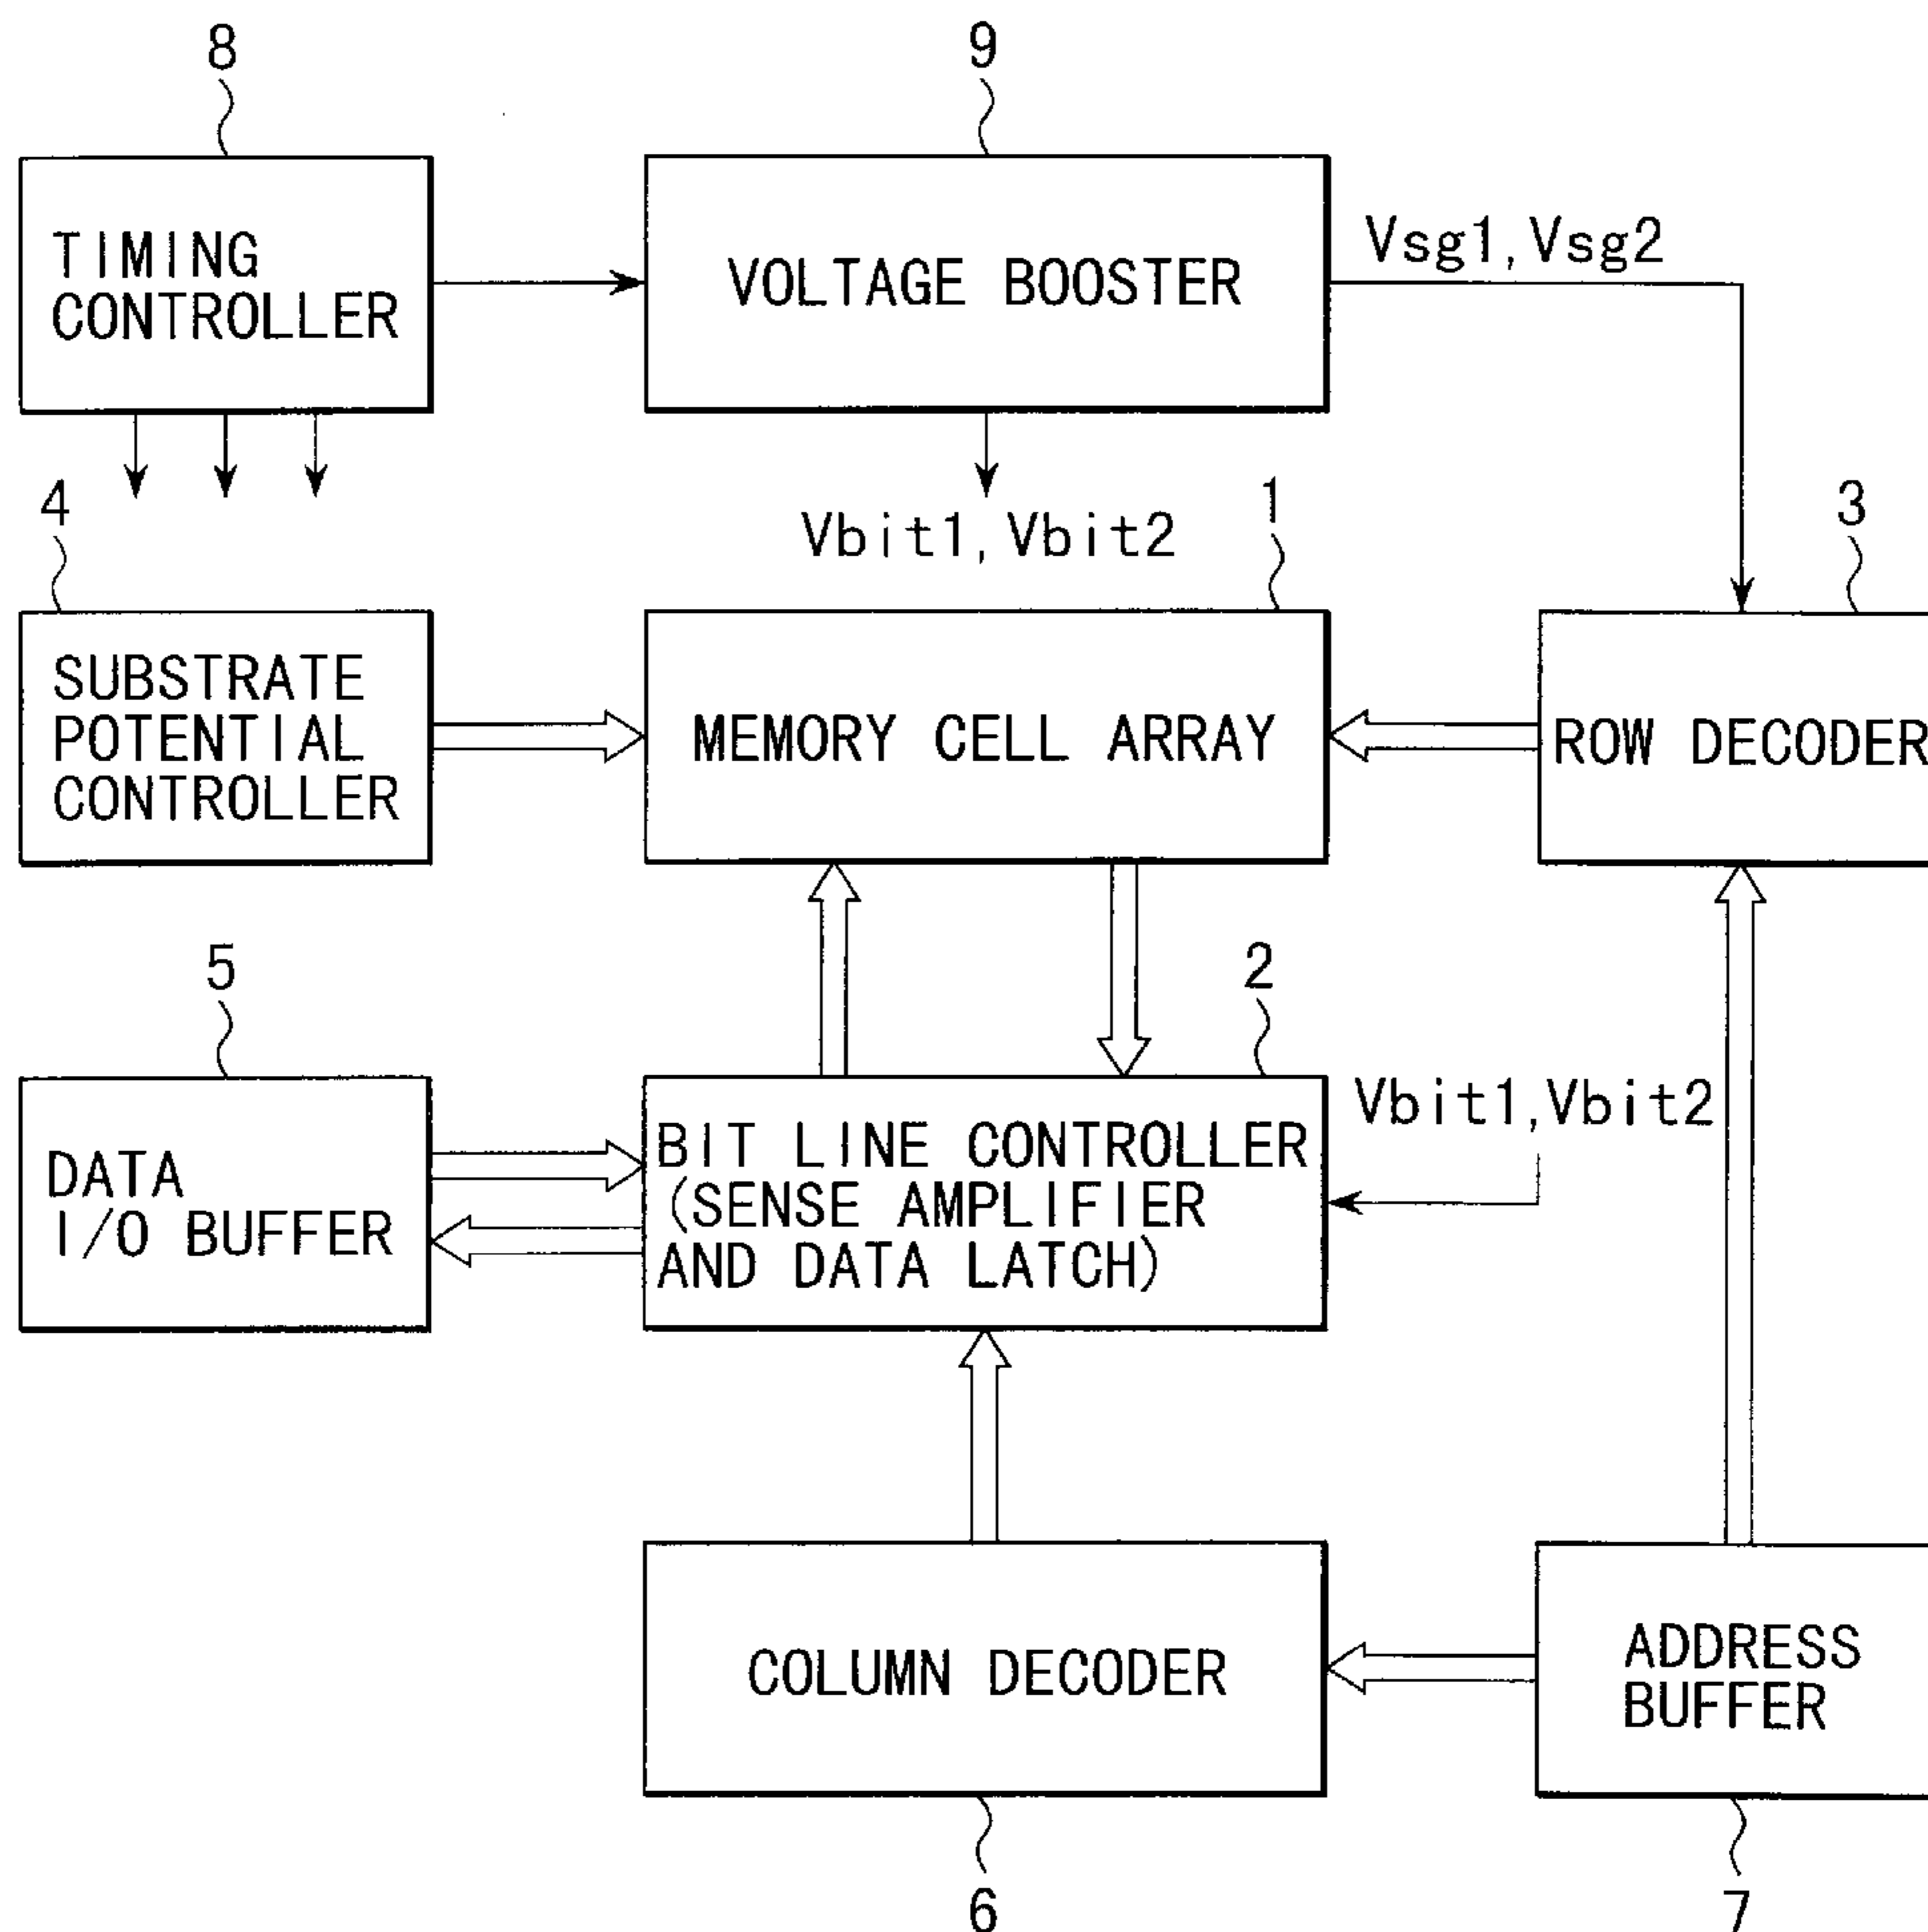 8
9
TIMING
CONTROLLER
VOLTAGE BOOSTER
Vsg1,Vsg2
Vbit1,Vbit2
4
1
3
SUBSTRATE
POTENTIAL
CONTROLLER
MEMORY CELL ARRAY
ROW DECODER
5
2
Vbit1,Vbit2
DATA
I/O BUFFER
BIT LINE CONTROLLER
(SENSE AMPLIFIER
AND DATA LATCH)
COLUMN DECODER
ADDRESS
BUFFER
6
7